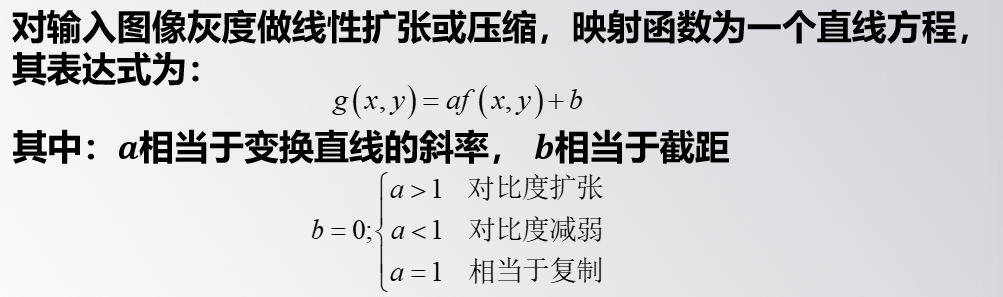 对输入图像灰度做线性扩张或压缩，映射函数为一个直线方程，
其表达式为：
g(x,y)=af(x,y)+b
其中：a相当于变换直线的斜率， b相当于截距
a>1 对比度扩张
b=0; { a<1 对比度减弱
a=1 相当于复制